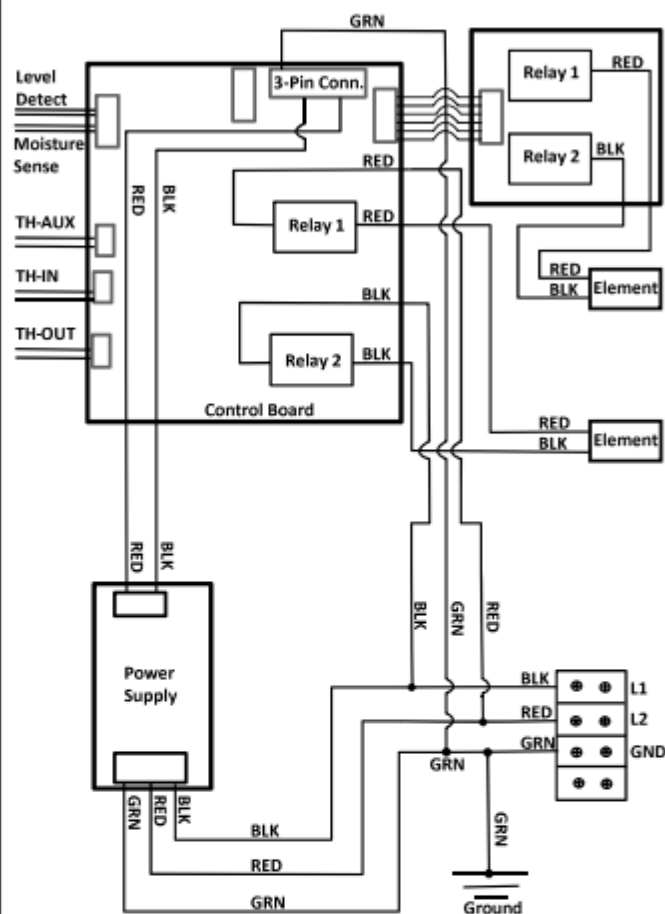 GRN
Level
Detect
3-Pin Conn.
Relay 1
RED
Moisture
Sense
Relay 2
BLK
RED
BLK
RED
TH-AUX
Relay 1
RED
TH-IN
RED
BLK
Element
BLK
TH-OUT
Relay 2
BLK
Control Board
RED
BLK
Element
RED
BLK
BLK
GRN
RED
Power
Supply
BLK
L1
RED
L2
GRN
GND
GRN
GRN
RED
BLK
BLK
GRN
RED
GRN
Ground